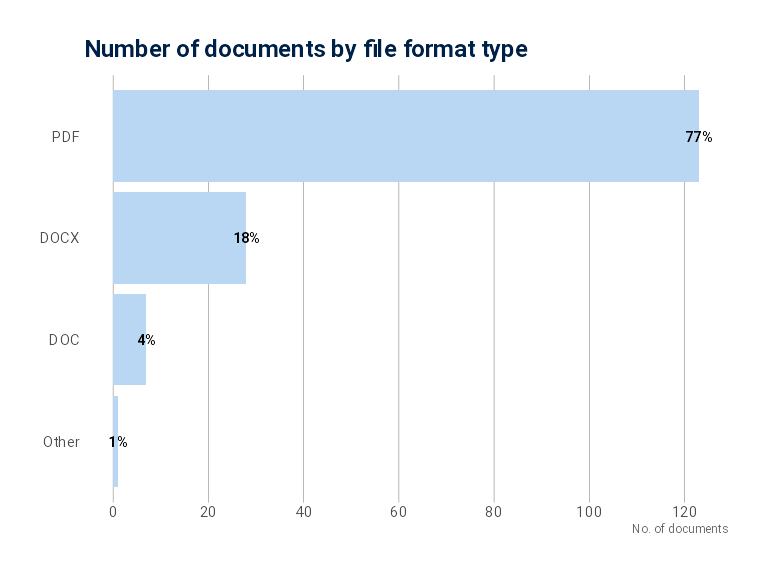 Number of documents by file format type
PDF
77%
DOCX
18%
DOC
4%
Other
1%
0 20 40 60 80 100 120
No. of documents